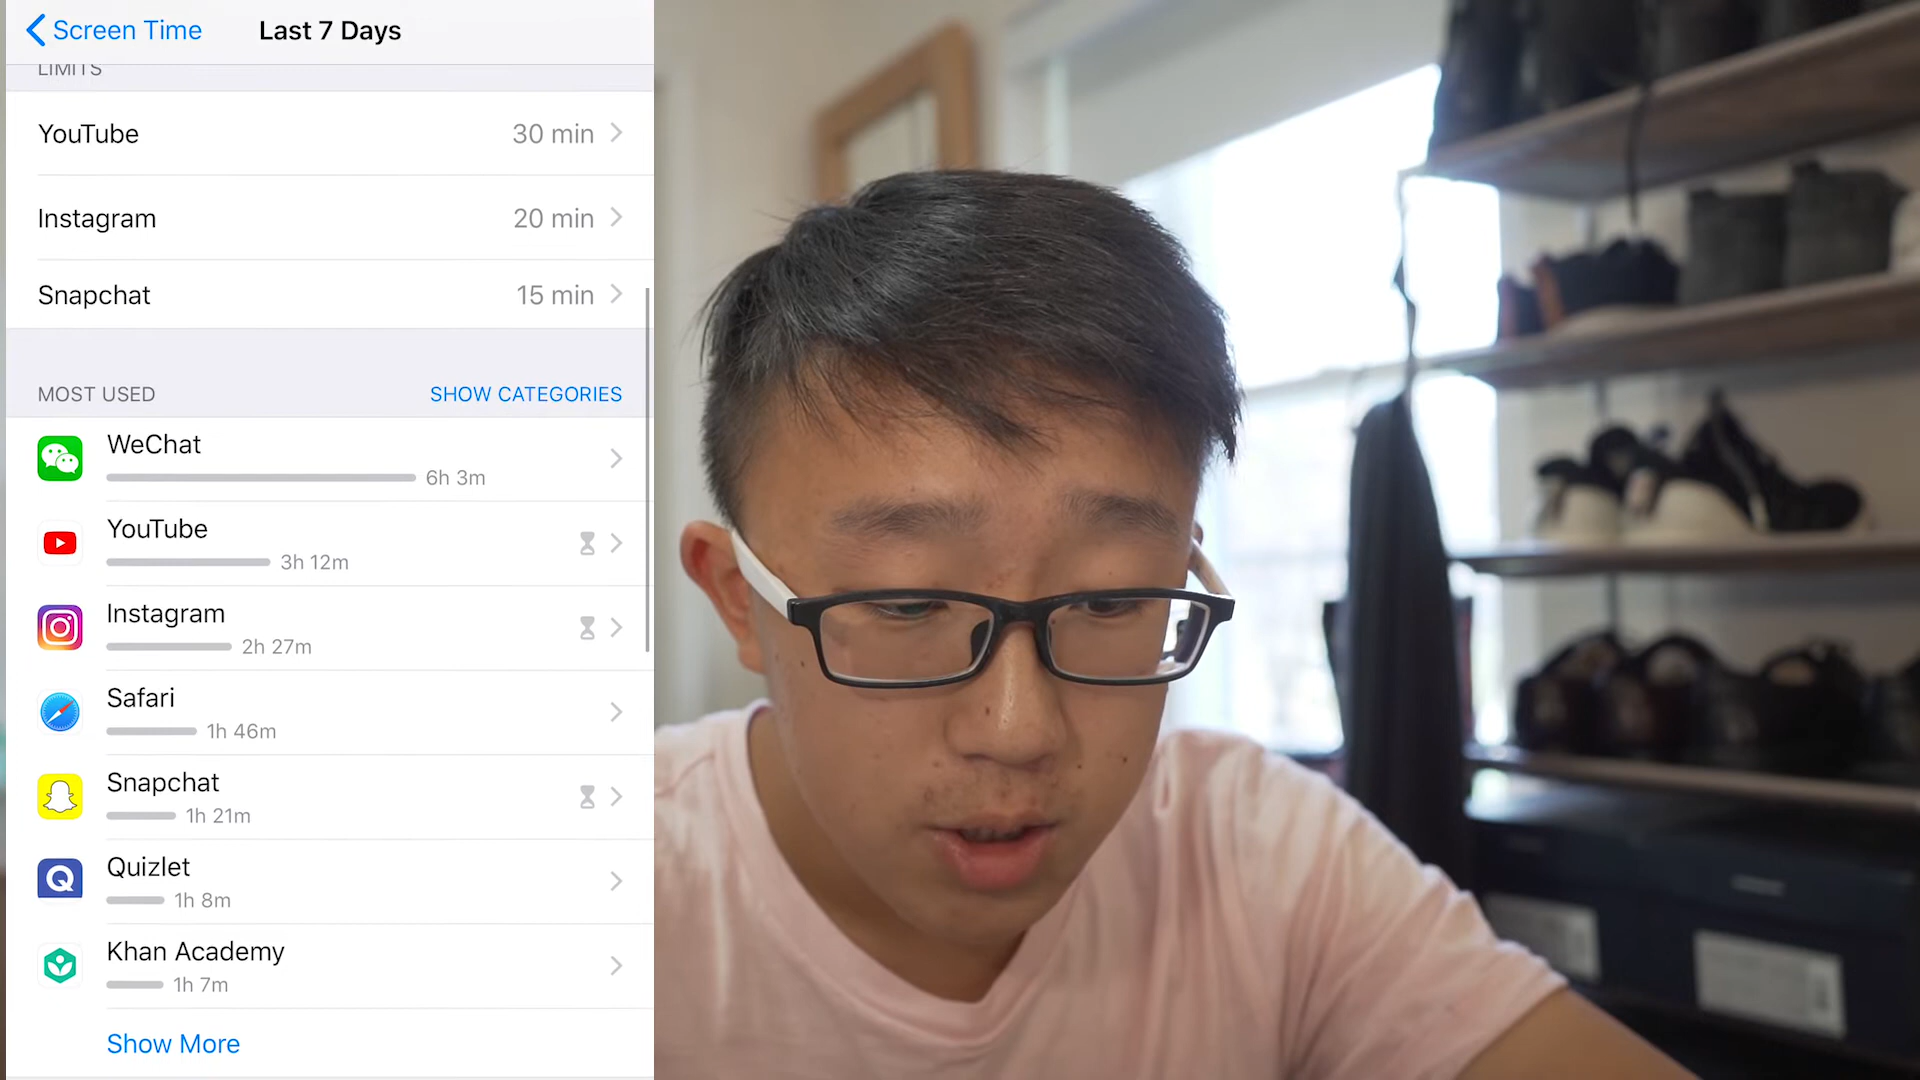 Screen Time
Last 7 Days
LIMITS
YouTube 30 min
Instagram 20 min
Snapchat 15 min
MOST USED SHOW CATEGORIES
WeChat
6h 3m
YouTube
3h 12m
Instagram
2h 27m
Safari
1h 46m
Snapchat
1h 21m
Q
Quizlet
1h 8m
Khan Academy
1h 7m
Show More